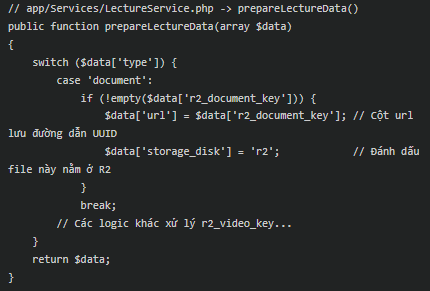 // app/Services/LectureService.php -> prepareLectureData()
public function prepareLectureData(array $data)
{
    switch ($data['type']) {
        case 'document':
            if (!empty($data['r2_document_key'])) {
                $data['url'] = $data['r2_document_key']; // Cột url
lưu đường dẫn UUID
                $data['storage_disk'] = 'r2';            // Đánh dấu
file này nằm ở R2
            }
            break;
        // Các logic khác xử lý r2_video_key...
    }
    return $data;
}